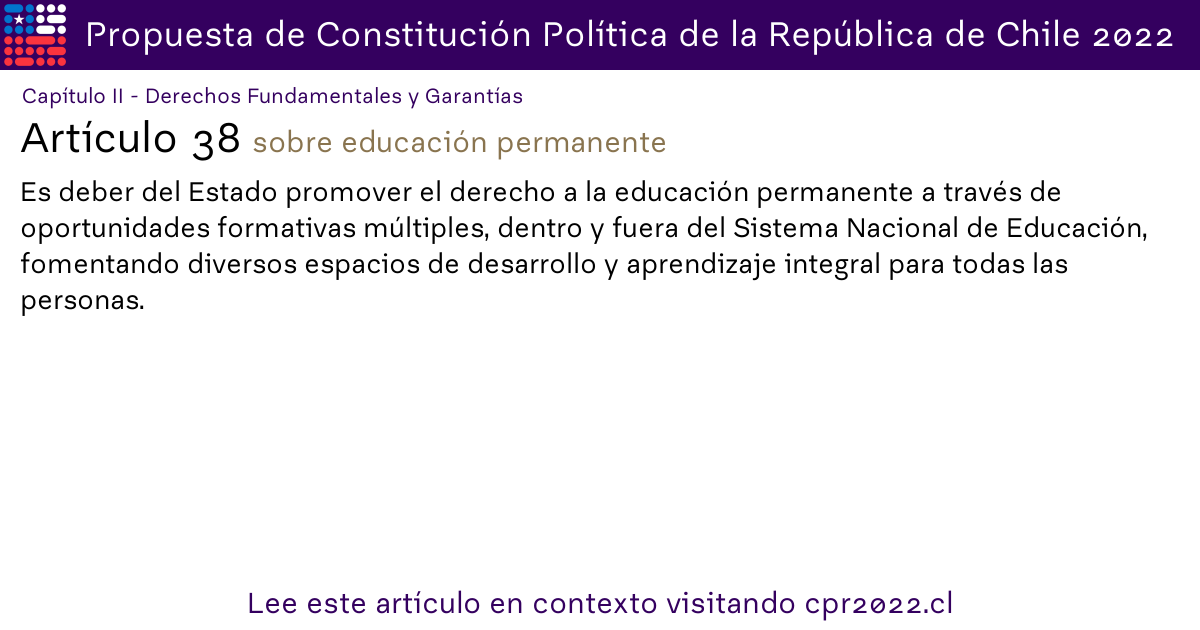 Propuesta de Constitución Política de la República de Chile 2022
Capítulo II - Derechos Fundamentales y Garantías
Artículo 38 sobre educación permanente
Es deber del Estado promover el derecho a la educación permanente a través de
oportunidades formativas múltiples, dentro y fuera del Sistema Nacional de Educación,
fomentando diversos espacios de desarrollo y aprendizaje integral para todas las
personas.
Lee este artículo en contexto visitando cpr2022.cl